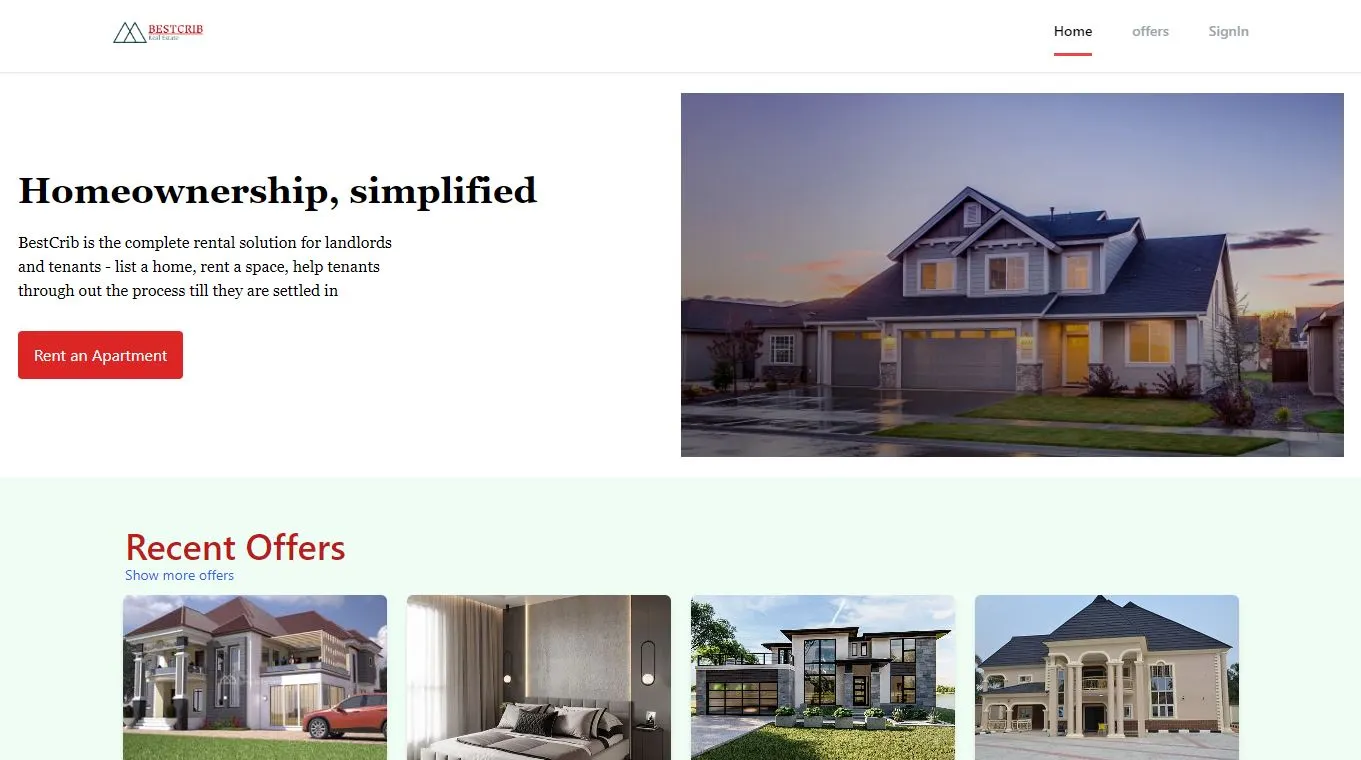 BESTCRIB
Real Estate
Home
offers
SignIn
Homeownership, simplified
BestCrib is the complete rental solution for landlords
and tenants - list a home, rent a space, help tenants
through out the process till they are settled in
Rent an Apartment
Recent Offers
Show more offers